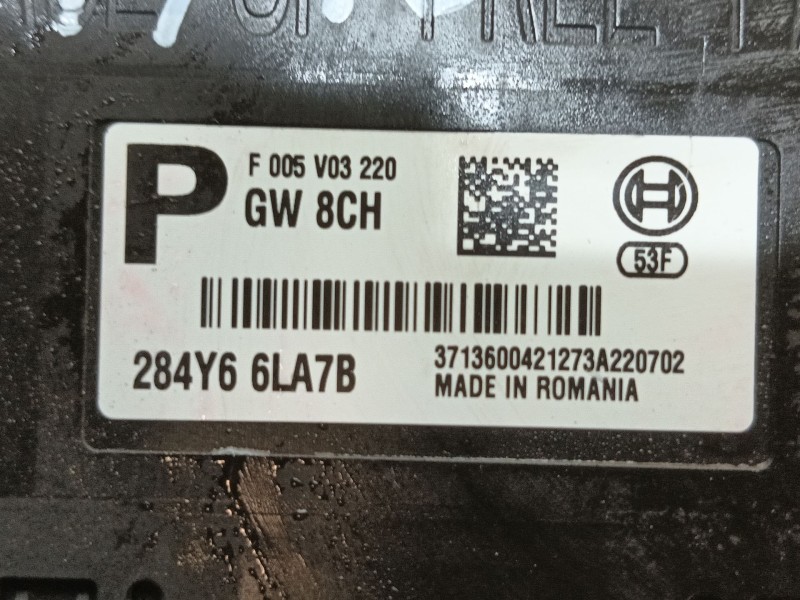 P
F 005 V03 220
GW 8CH
53F
284Y6 6LA7B
3713600421273A220702
MADE IN ROMANIA